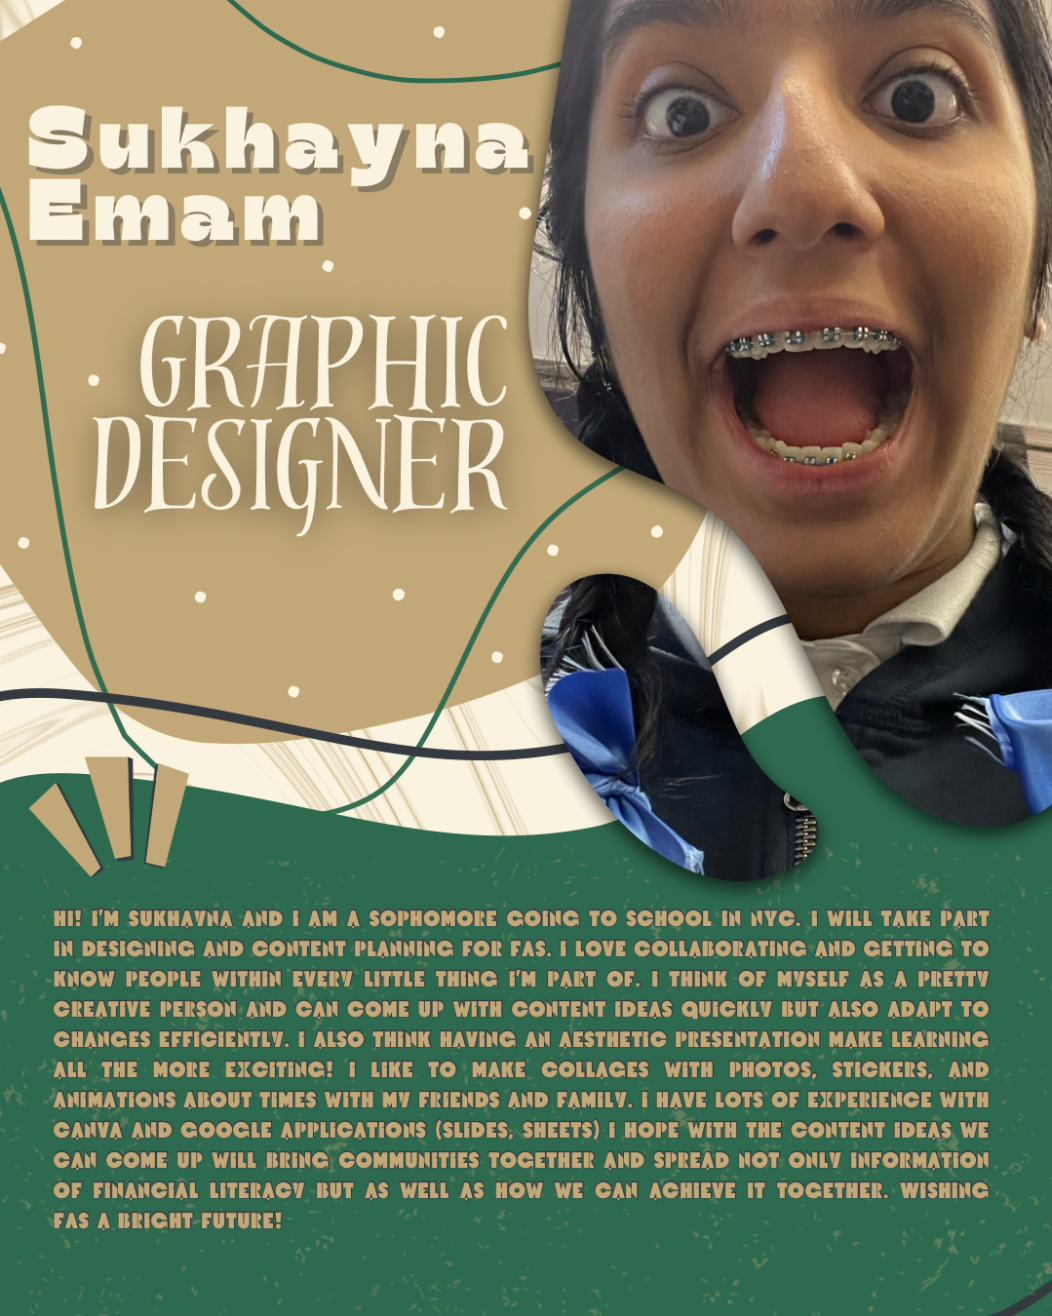 Sukhayna
Emam
GRAPHIC
DESIGNER
HI! I'M SUKHAYNA AND I AM A SOPHOMORE GOING TO SCHOOL IN NYC. I WILL TAKE PART
IN DESIGNING AND CONTENT PLANNING FOR FAS. I LOVE COLLABORATING AND GETTING TO
KNOW PEOPLE WITHIN EVERY LITTLE THING I'M PART OF. I THINK OF MYSELF AS A PRETTY
CREATIVE PERSON AND CAN COME UP WITH CONTENT IDEAS QUICKLY BUT ALSO ADAPT TO
CHANGES EFFICIENTLY. I ALSO THINK HAVING AN AESTHETIC PRESENTATION MAKE LEARNING
ALL THE MORE EXCITING! I LIKE TO MAKE COLLAGES WITH PHOTOS, STICKERS, AND
ANIMATIONS ABOUT TIMES WITH MY FRIENDS AND FAMILY. I HAVE LOTS OF EXPERIENCE WITH
CANVA AND GOOGLE APPLICATIONS (SLIDES, SHEETS) I HOPE WITH THE CONTENT IDEAS WE
CAN COME UP WILL BRING COMMUNITIES TOGETHER AND SPREAD NOT ONLY INFORMATION
OF FINANCIAL LITERACY BUT AS WELL AS HOW WE CAN ACHIEVE IT TOGETHER. WISHING
FAS A BRIGHT FUTURE!